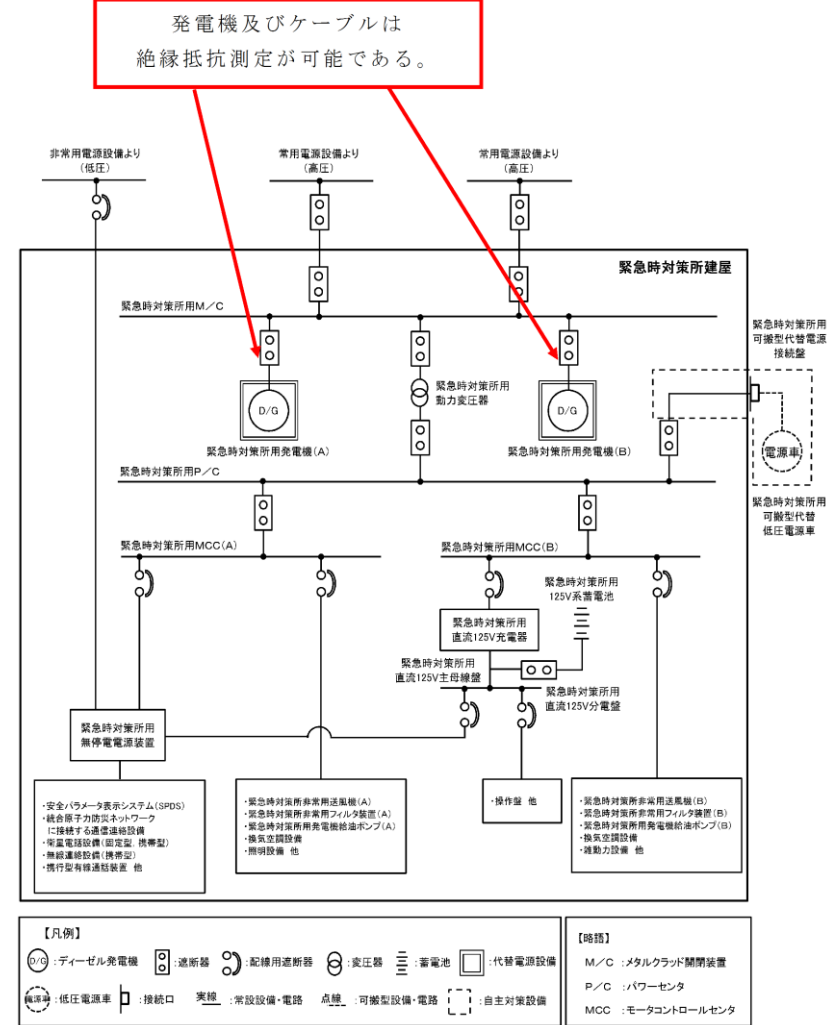 発電機及びケーブルは
絶縁抵抗測定が可能である。
非常用電源設備より
(低圧)
常用電源設備より
(高圧)
常用電源設備より
(高圧)
緊急時対策所建屋
緊急時対策所用M/C
緊急時対策所用
可搬型代替電源
接続盤
緊急時対策所用
動力変圧器
D/G
D/G
緊急時対策所用発電機(A)
緊急時対策所用発電機(B)
電源車
緊急時対策所用P/C
緊急時対策所用
可搬型代替
低圧電源車
緊急時対策所用MCC(A)
緊急時対策所用MCC(B)
緊急時対策所用
125V系蓄電池
緊急時対策所用
直流125V充電器
緊急時対策所用
直流125V主母線盤
緊急時対策所用
直流125V分電盤
緊急時対策所用
無停電電源装置
・安全パラメータ表示システム(SPDS)
・統合原子力防災ネットワーク
に接続する通信連絡設備
・衛星電話設備(固定型、携帯型)
・無線連絡設備(携帯型)
・携行型有線通話装置 他
・緊急時対策所非常用送風機(A)
・緊急時対策所非常用フィルタ装置(A)
・緊急時対策所用発電機給油ポンプ(A)
・換気空調設備
・照明設備 他
・操作盤 他
・緊急時対策所非常用送風機(B)
・緊急時対策所非常用フィルタ装置(B)
・緊急時対策所用発電機給油ポンプ(B)
・換気空調設備
・雑動力設備 他
【凡例】
D/G :ディーゼル発電機 :遮断器 :配線用遮断器 :変圧器 :蓄電池 :代替電源設備
電源車 :低圧電源車 :接続口 実線 :常設設備・電路 点線 :可搬型設備・電路 :自主対策設備
【略語】
M/C :メタルクラッド開閉装置
P/C :パワーセンタ
MCC :モータコントロールセンタ